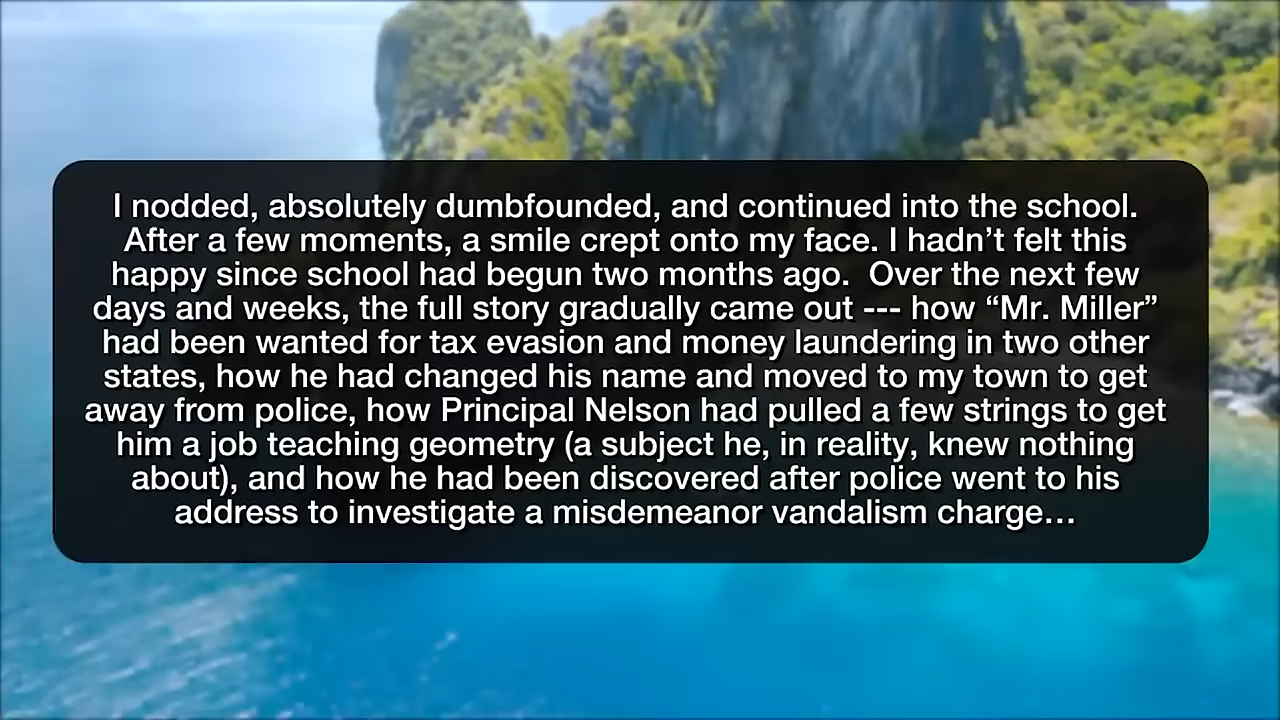 I nodded, absolutely dumbfounded, and continued into the school.
After a few moments, a smile crept onto my face. I hadn’t felt this
happy since school had begun two months ago.  Over the next few
days and weeks, the full story gradually came out --- how “Mr. Miller”
had been wanted for tax evasion and money laundering in two other
states, how he had changed his name and moved to my town to get
away from police, how Principal Nelson had pulled a few strings to get
him a job teaching geometry (a subject he, in reality, knew nothing
about), and how he had been discovered after police went to his
address to investigate a misdemeanor vandalism charge…